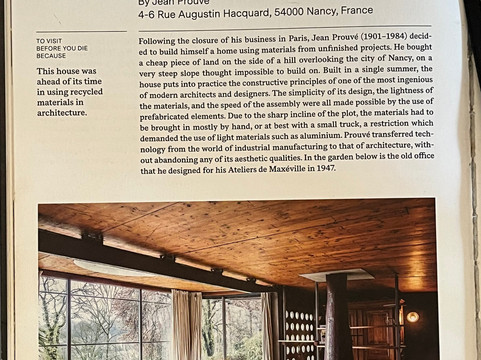 By Jean Prouvé
4-6 Rue Augustin Hacquard, 54000 Nancy, France
TO VISIT
BEFORE YOU DIE
BECAUSE
This house was
ahead of its time
in using recycled
materials in
architecture.
Following the closure of his business in Paris, Jean Prouvé (1901–1984) decid-
ed to build himself a home using materials from unfinished projects. He bought
a cheap piece of land on the side of a hill overlooking the city of Nancy, on a
very steep slope thought impossible to build on. Built in a single summer, the
house puts into practice the constructive principles of one of the most ingenious
of modern architects and designers. The simplicity of its design, the lightness of
the materials, and the speed of the assembly were all made possible by the use of
prefabricated elements. Due to the sharp incline of the plot, the materials had to
be brought in mostly by hand, or at best with a small truck, a restriction which
demanded the use of light materials such as aluminium. Prouvé transferred tech-
nology from the world of industrial manufacturing to that of architecture, with-
out abandoning any of its aesthetic qualities. In the garden below is the old office
that he designed for his Ateliers de Maxéville in 1947.